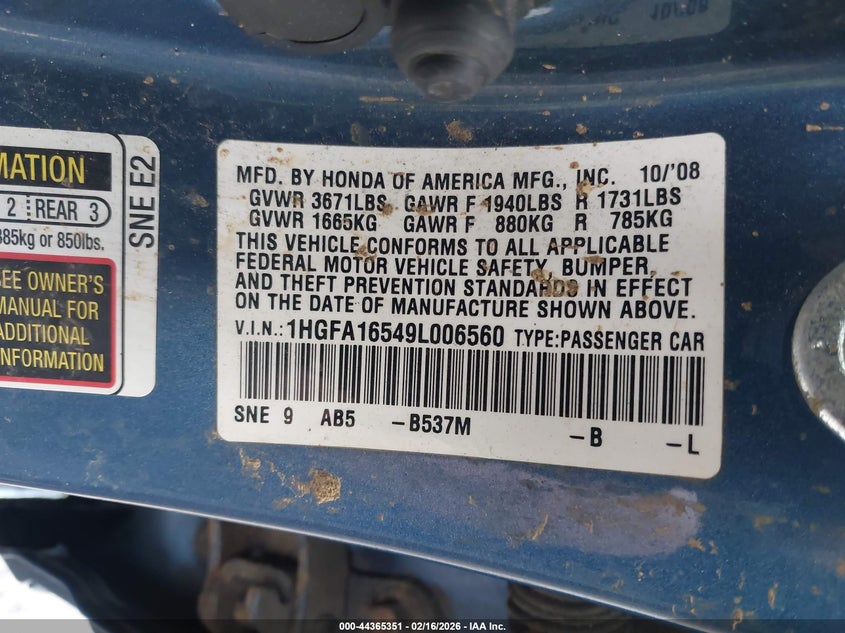 MATION
2 REAR 3
385kg or 850lbs.
SEE OWNER'S
MANUAL FOR
ADDITIONAL
INFORMATION
SNE E2
MFD. BY HONDA OF AMERICA MFG., INC. 10/'08
GVWR 3671LBS GAWR F 1940LBS R 1731LBS
GVWR 1665KG GAWR F 880KG R 785KG
THIS VEHICLE CONFORMS TO ALL APPLICABLE
FEDERAL MOTOR VEHICLE SAFETY, BUMPER,
AND THEFT PREVENTION STANDARDS IN EFFECT
ON THE DATE OF MANUFACTURE SHOWN ABOVE.
V.I.N.: 1HGFA16549L006560 TYPE:PASSENGER CAR
SNE 9 AB5 -B537M -B -L
000-44365351 | 02/16/2026 | IAA Inc.